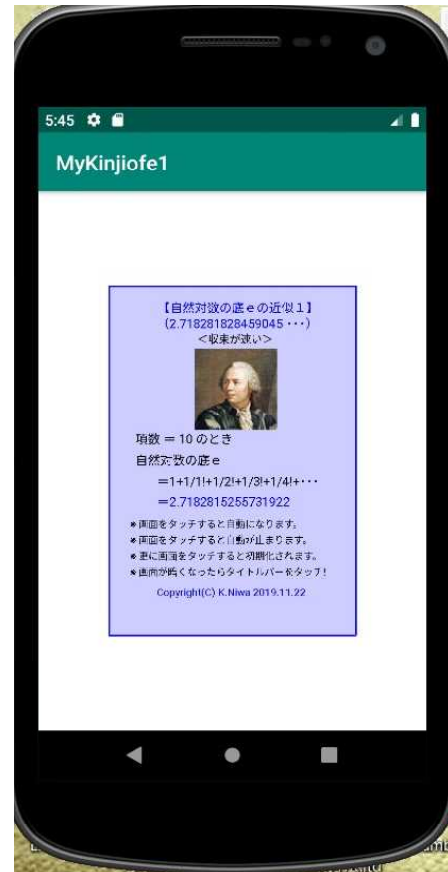 5:45
MyKinjiofe1
【自然対数の底eの近似1】
(2.718281828459045･･･)
＜収束が速い＞
項数 ＝ 10 のとき
自然対数の底e
＝1+1/1!+1/2!+1/3!+1/4!+･･･
＝2.7182815255731922
※画面をタッチすると自動になります。
※画面をタッチすると自動が止まります。
※更に画面をタッチすると初期化されます。
※画面が暗くなったらタイトルバーをタッチ!
Copyright(C) K.Niwa 2019.11.22